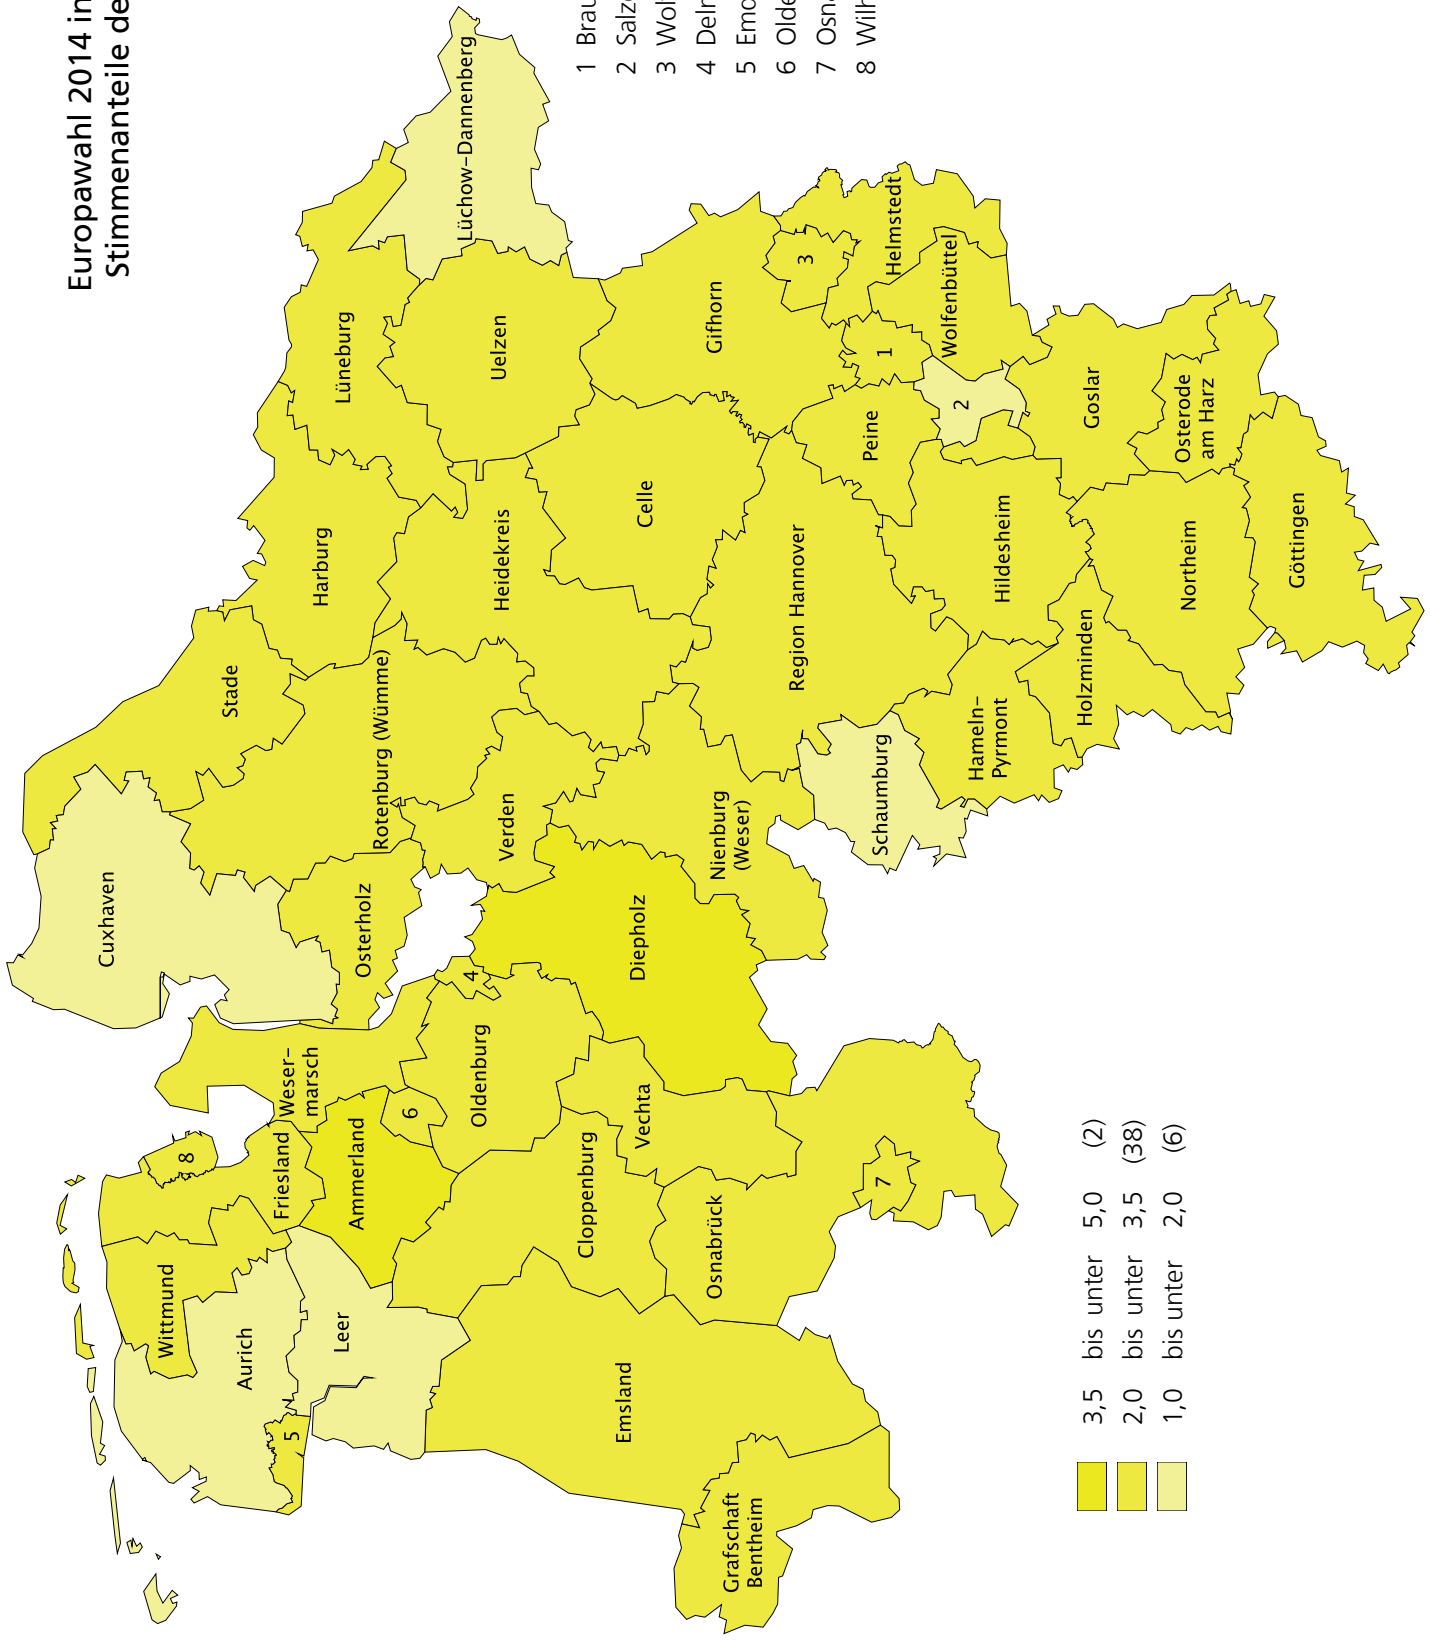 Europawahl 2014 in
Stimmenanteile de
1 Brau
2 Salz
3 Wol
4 Delr
5 Emd
6 Olde
7 Osna
8 Wilh
Lüchow-Dannenberg
Lüneburg
Uelzen
Harburg
Stade
Cuxhaven
Rotenburg (Wümme)
Heidekreis
Celle
Gifhorn
3
Helmstedt
Wolfenbüttel
1
2
Peine
Goslar
Osterode
am Harz
Göttingen
Northeim
Hildesheim
Region Hannover
Holzminden
Hameln-
Pyrmont
Schaumburg
Nienburg
(Weser)
Verden
Osterholz
Diepholz
4
Oldenburg
Weser-
marsch
6
Ammerland
Friesland
8
Wittmund
Aurich
Leer
5
Cloppenburg
Vechta
Osnabrück
7
Emsland
Grafschaft
Bentheim
3,5 bis unter 5,0 (2)
2,0 bis unter 3,5 (38)
1,0 bis unter 2,0 (6)